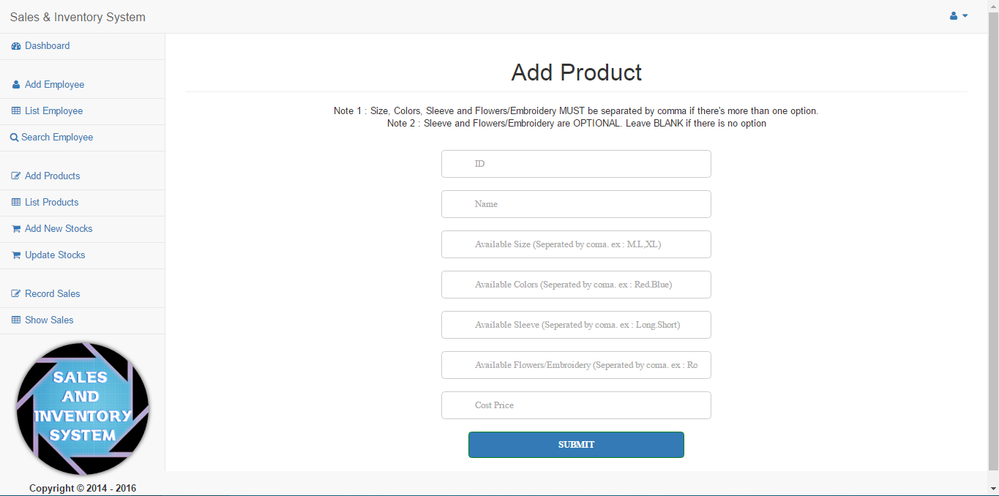 Sales & Inventory System
Dashboard
Add Employee
List Employee
Search Employee
Add Products
List Products
Add New Stocks
Update Stocks
Record Sales
Show Sales
SALES
AND
INVENTORY
SYSTEM
Copyright © 2014 - 2016
Add Product
Note 1 : Size, Colors, Sleeve and Flowers/Embroidery MUST be separated by comma if there's more than one option.
Note 2 : Sleeve and Flowers/Embroidery are OPTIONAL. Leave BLANK if there is no option
ID
Name
Available Size (Seperated by coma. ex : M.L,XL)
Available Colors (Seperated by coma. ex : Red.Blue)
Available Sleeve (Seperated by coma. ex : Long.Short)
Available Flowers/Embroidery (Seperated by coma. ex : Ro
Cost Price
SUBMIT